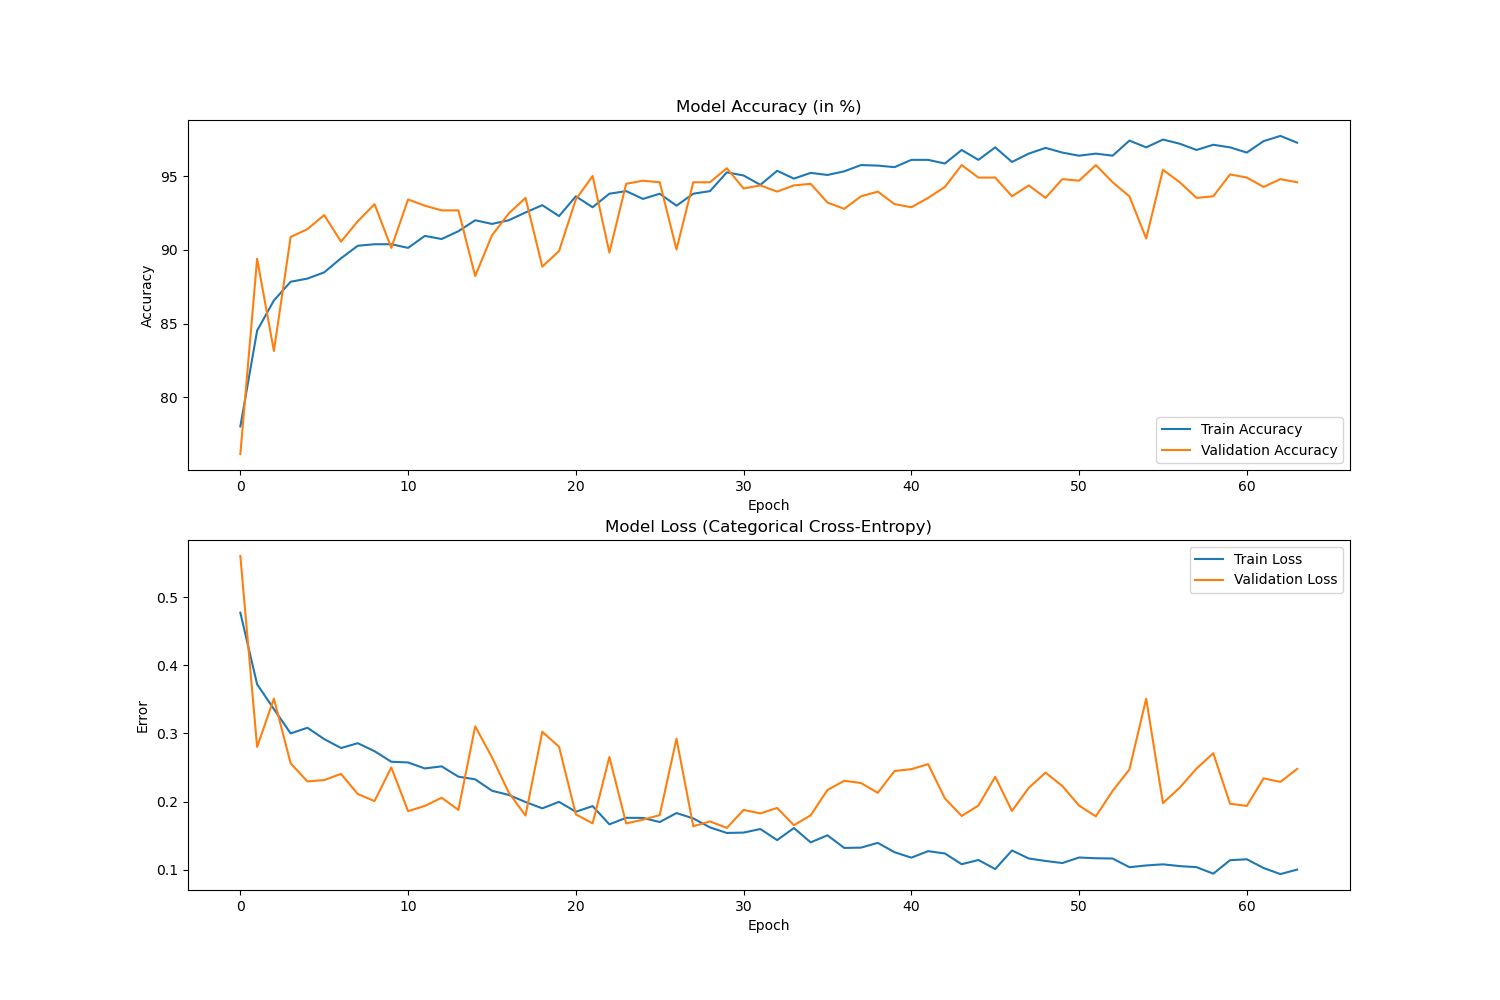 Model Accuracy (in %)
95
90
85
80
Accuracy
Train Accuracy
Validation Accuracy
0 10 20 30 40 50 60
Epoch
Model Loss (Categorical Cross-Entropy)
Train Loss
Validation Loss
0.5
0.4
0.3
0.2
0.1
Error
0 10 20 30 40 50 60
Epoch